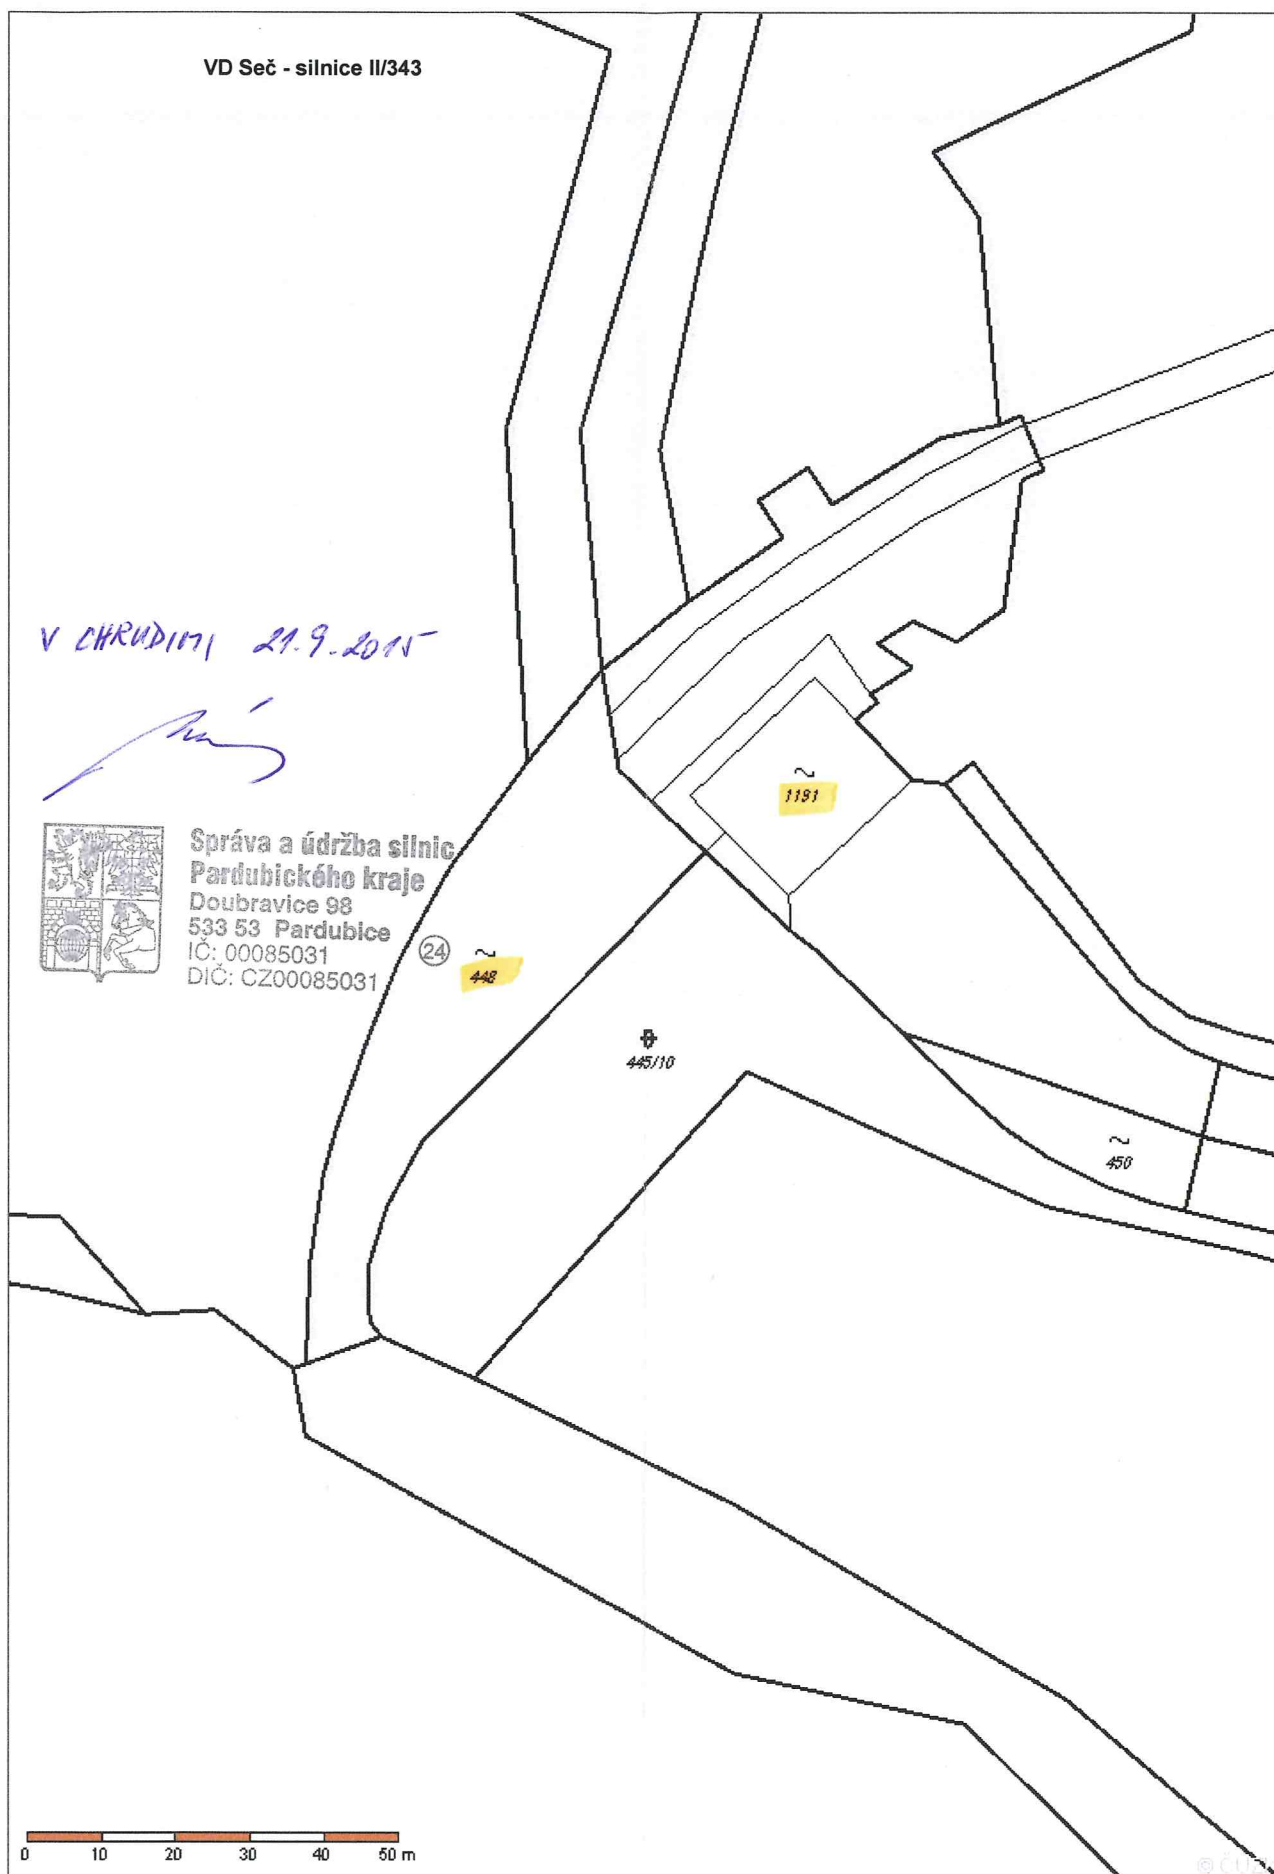 VD Seč - silnice II/343
V CHRUDIMI 21.9.2015
Správa a údržba silnic
Pardubického kraje
Doubravice 98
533 53 Pardubice
IČ: 00085031
DIČ: CZ00085031
24
1191
448
445/10
450
0 10 20 30 40 50 m